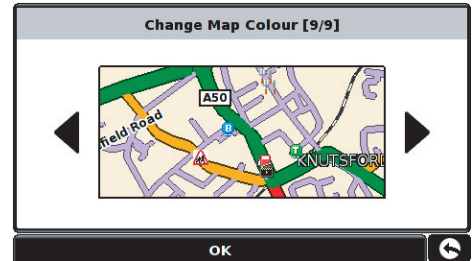 Change Map Colour [9/9]
A50
field Road
B
T
KNUTSFORD
OK